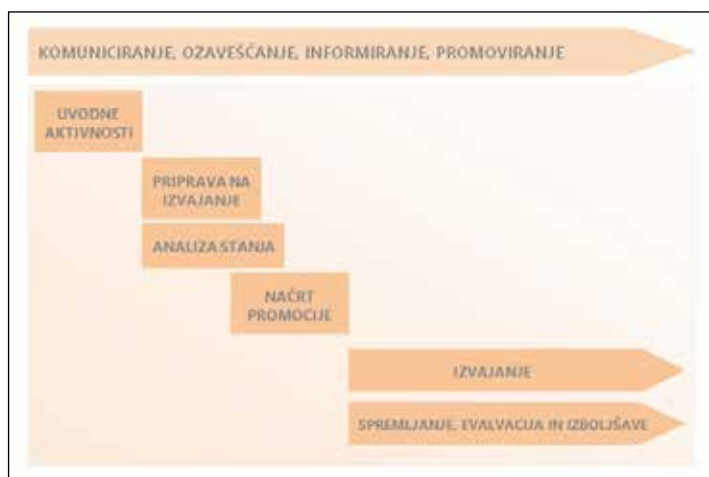 KOMUNICIRANJE, OZAVEŠČANJE, INFORMIRANJE, PROMOVIRANJE
UVODNE
AKTIVNOSTI
PRIPRAVA NA
IZVAJANJE
ANALIZA STANJA
NAČRT
PROMOCIJE
IZVAJANJE
SPREMLJANJE, EVALVACIJA IN IZBOLJŠAVE